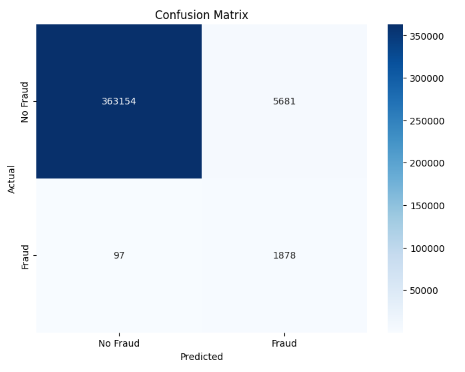 Confusion Matrix
No Fraud
Fraud
Actual
363154
5681
97
1878
No Fraud
Fraud
Predicted
350000
300000
250000
200000
150000
100000
50000